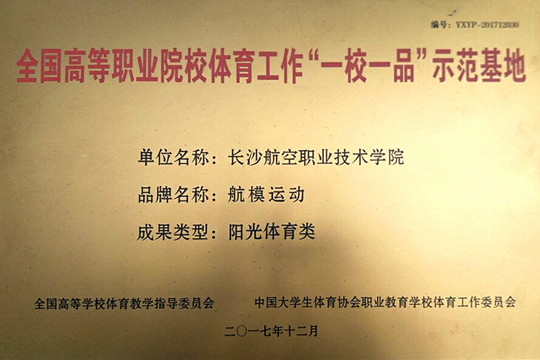 编号：YXYP-201712030
全国高等职业院校体育工作“一校一品”示范基地
单位名称：长沙航空职业技术学院
品牌名称：航模运动
成果类型：阳光体育类
全国高等学校体育教学指导委员会 中国大学生体育协会职业教育学校体育工作委员会
二〇一七年十二月